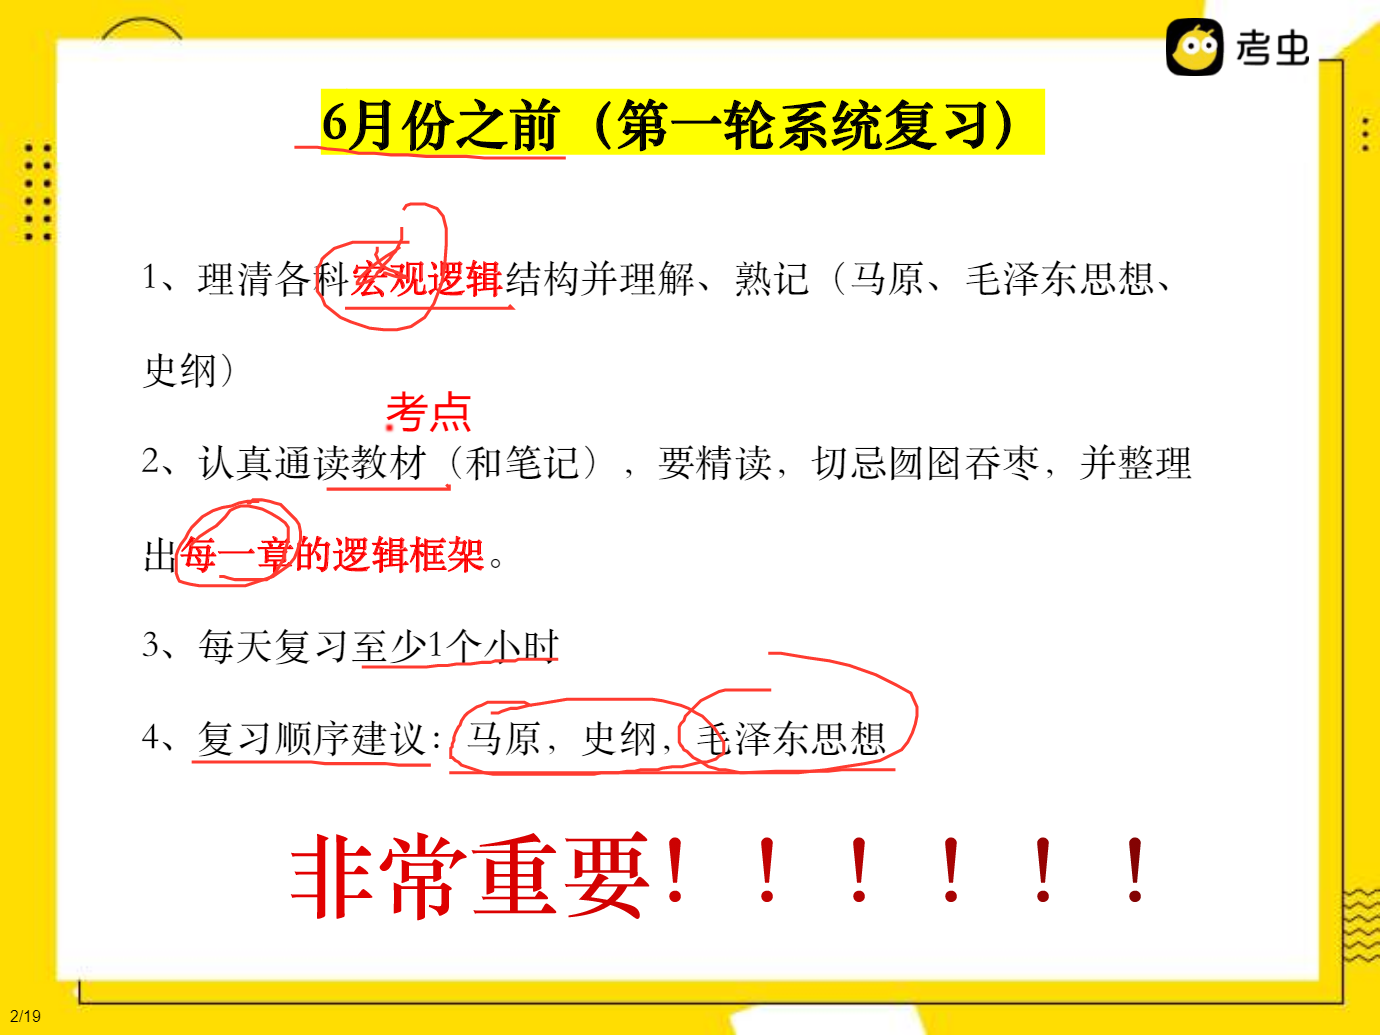 考虫
6月份之前（第一轮系统复习）
1、理清各科宏观逻辑结构并理解、熟记（马原、毛泽东思想、
史纲）
考点
2、认真通读教材（和笔记），要精读，切忌囫囵吞枣，并整理
出每一章的逻辑框架。
3、每天复习至少1个小时
4、复习顺序建议：马原，史纲，毛泽东思想
非常重要！！！！！！
2/19